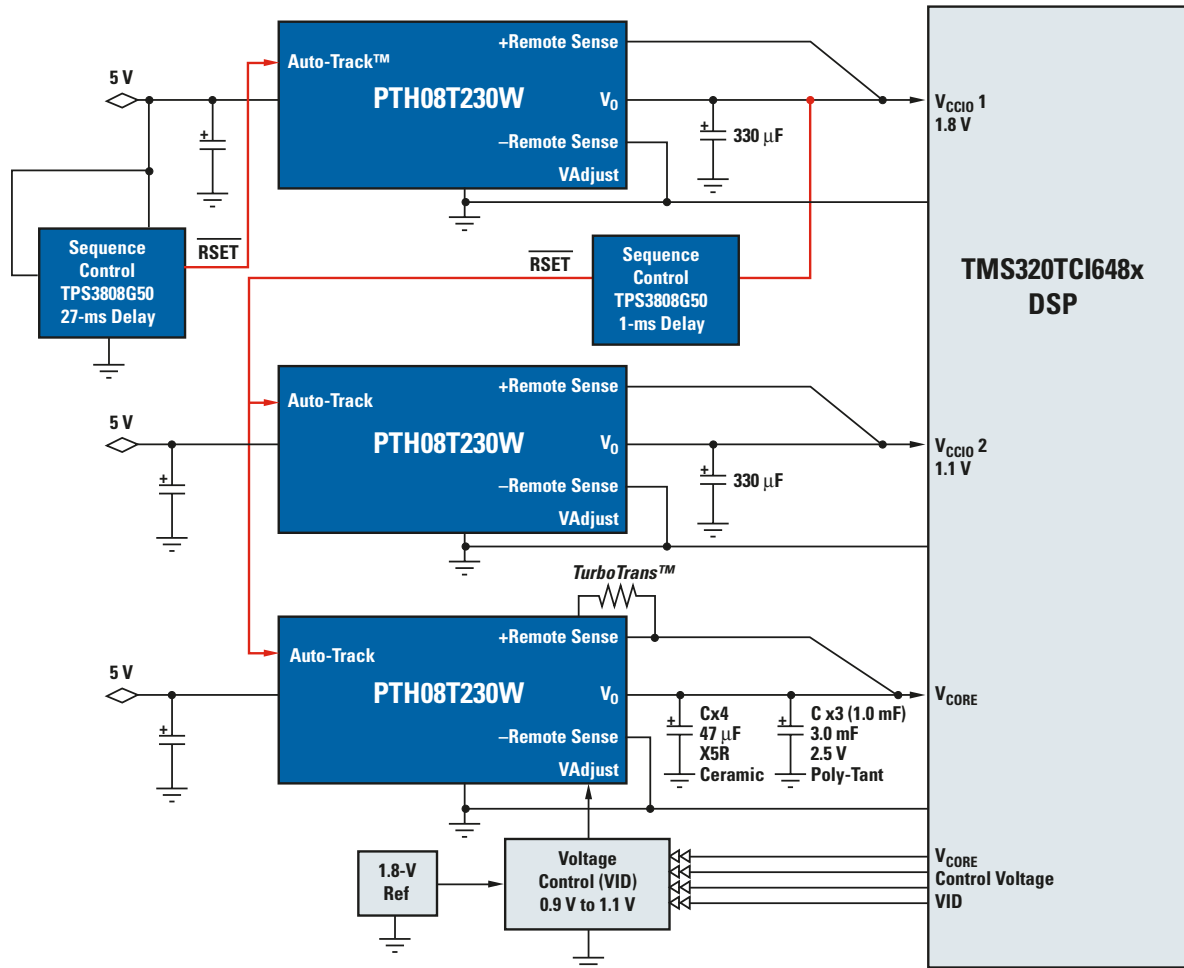 +Remote Sense
Auto-Track™
5 V
PTH08T230W
V0
+
+
330 μF
VCCIO 1
1.8 V
–Remote Sense
VAdjust
Sequence
Control
TPS3808G50
27-ms Delay
RSET
RSET
Sequence
Control
TPS3808G50
1-ms Delay
TMS320TCI648x
DSP
+Remote Sense
Auto-Track
5 V
PTH08T230W
V0
+
+
330 μF
VCCIO 2
1.1 V
–Remote Sense
VAdjust
TurboTrans™
+Remote Sense
Auto-Track
5 V
PTH08T230W
V0
VCORE
+
+
Cx4
47 μF
X5R
Ceramic
+
C x3 (1.0 mF)
3.0 mF
2.5 V
Poly-Tant
–Remote Sense
VAdjust
1.8-V
Ref
Voltage
Control (VID)
0.9 V to 1.1 V
VCORE
Control Voltage
VID